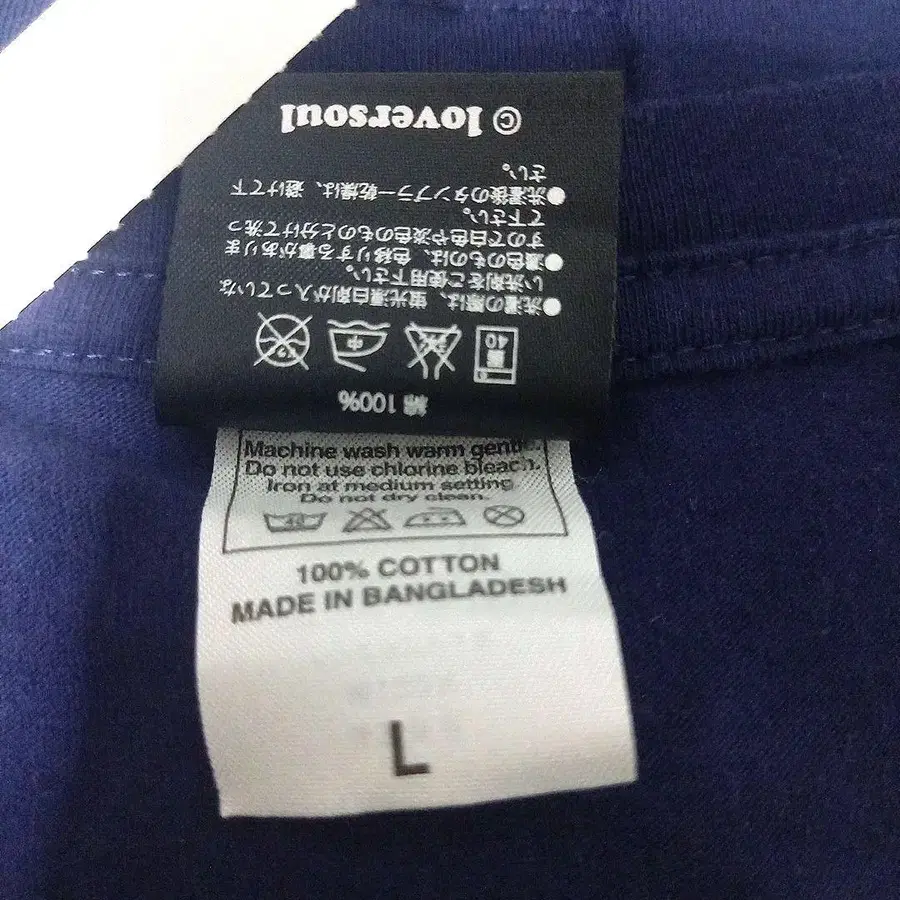 © loversoul
●洗濯の際は、蛍光漂白剤が入っていな
い洗剤をご使用下さい。
●濃色のものは、色移りする事があります
ので白色や淡色のものと分けて洗っ
て下さい。
●洗濯後のタンブラー乾燥は、避けて下
さい。
40
中
綿 100%
Machine wash warm gentle.
Do not use chlorine bleach.
Iron at medium setting
Do not dry clean.
40
100% COTTON
MADE IN BANGLADESH
L